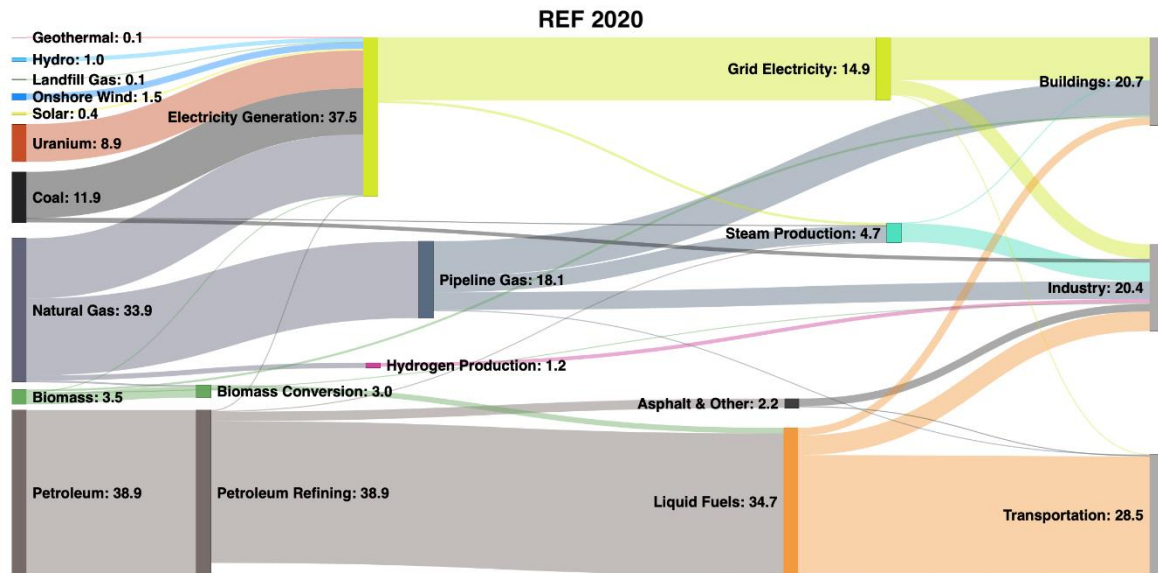 REF 2020
Geothermal: 0.1
Hydro: 1.0
Landfill Gas: 0.1
Onshore Wind: 1.5
Solar: 0.4
Uranium: 8.9
Coal: 11.9
Natural Gas: 33.9
Biomass: 3.5
Petroleum: 38.9
Biomass Conversion: 3.0
Petroleum Refining: 38.9
Electricity Generation: 37.5
Pipeline Gas: 18.1
Hydrogen Production: 1.2
Grid Electricity: 14.9
Steam Production: 4.7
Asphalt & Other: 2.2
Liquid Fuels: 34.7
Buildings: 20.7
Industry: 20.4
Transportation: 28.5